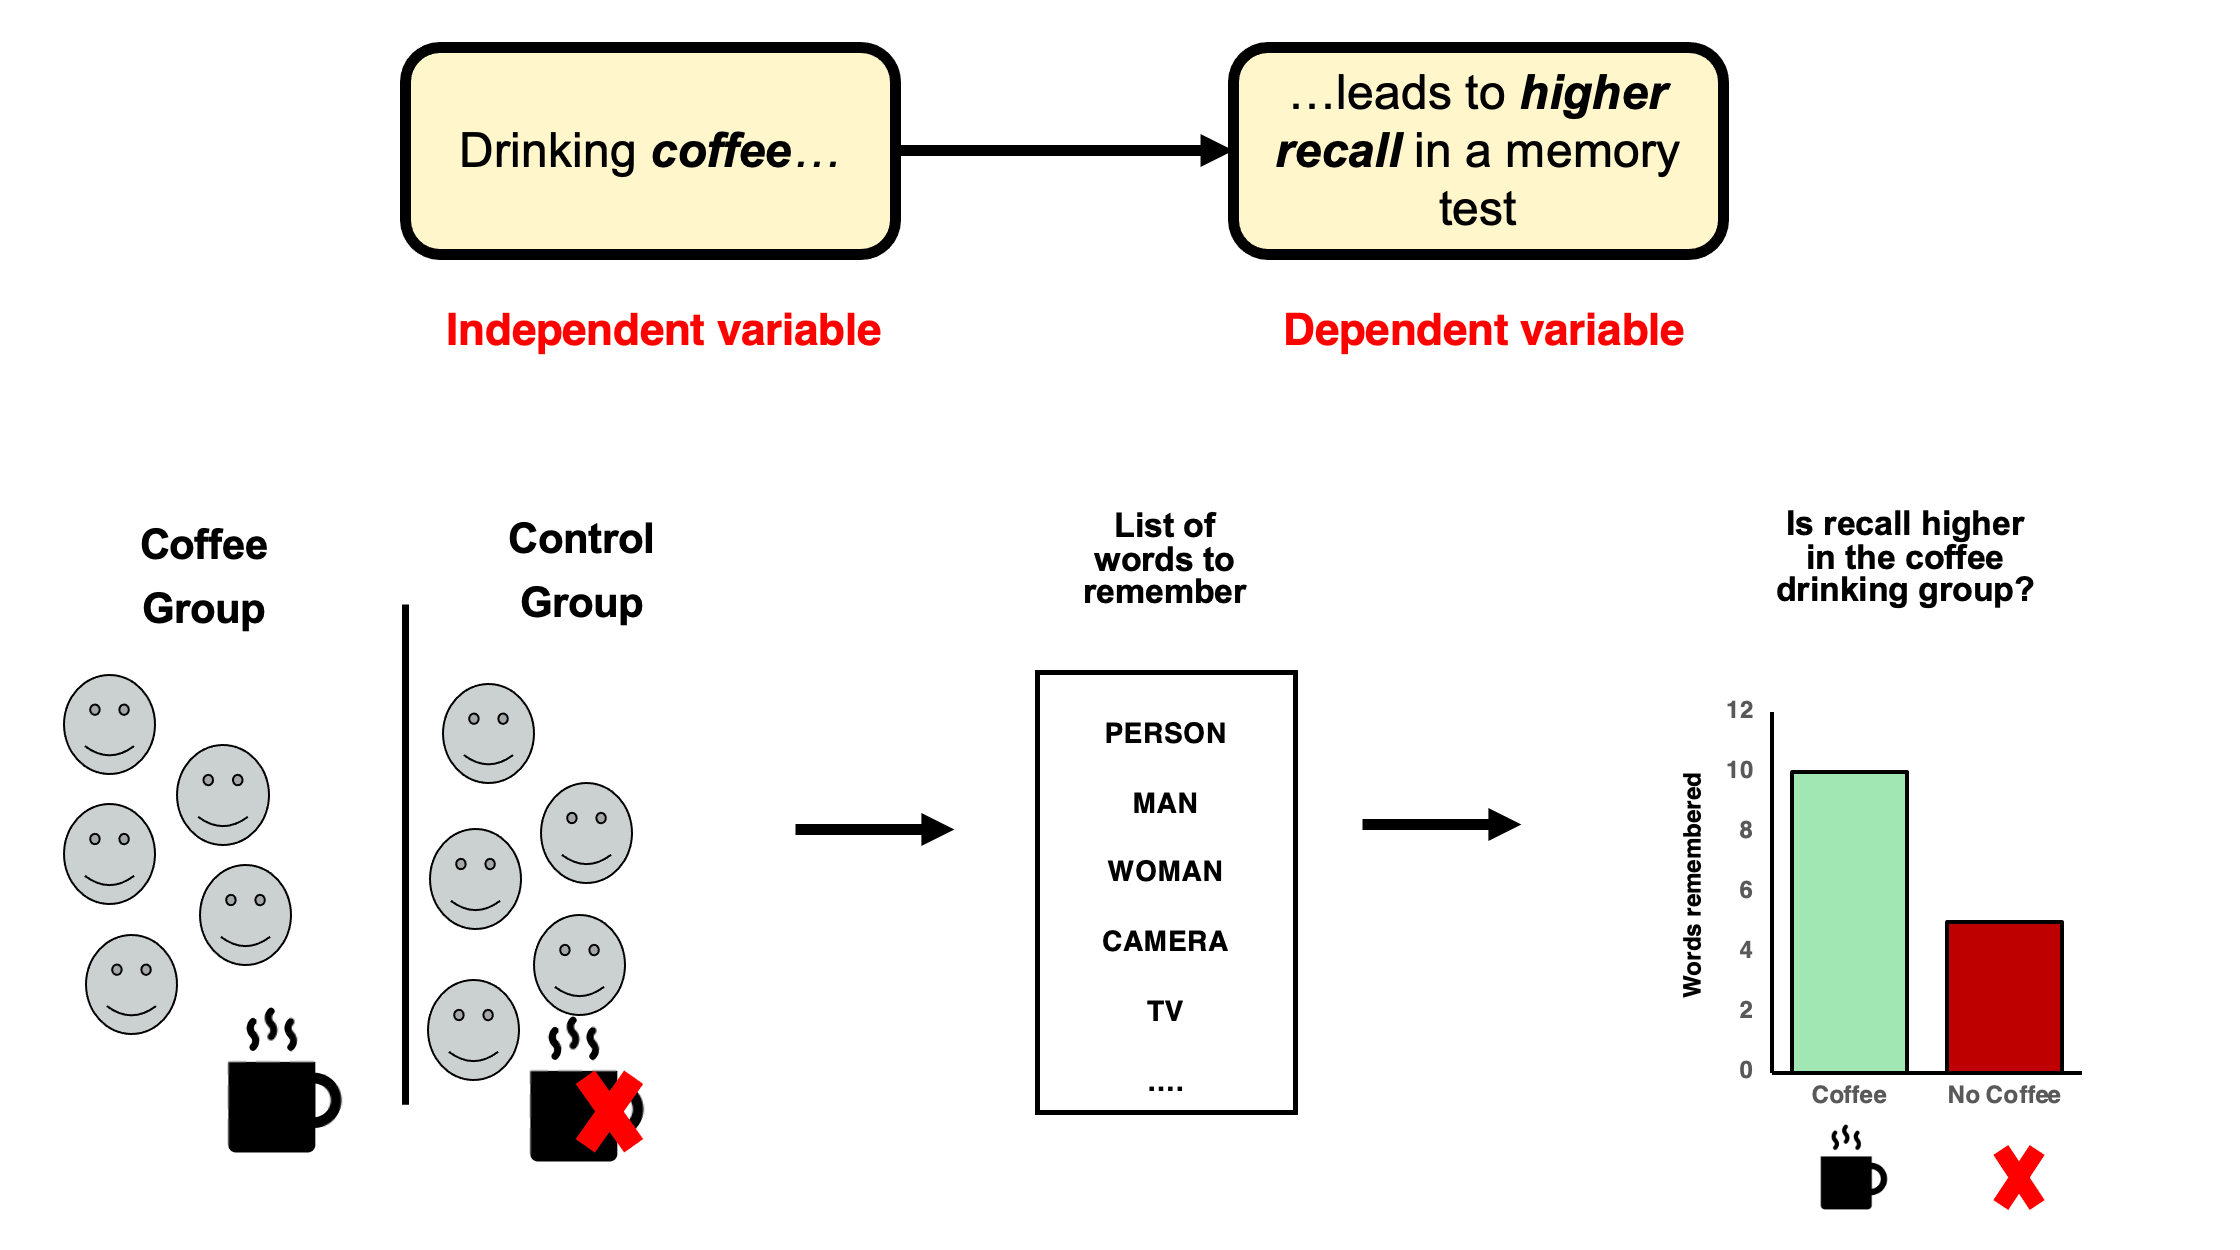 Drinking coffee…
…leads to higher
recall in a memory
test
Independent variable
Dependent variable
Coffee
Group
Control
Group
List of
words to
remember
PERSON
MAN
WOMAN
CAMERA
TV
....
Is recall higher
in the coffee
drinking group?
Words remembered
12
10
8
6
4
2
0
Coffee
No Coffee